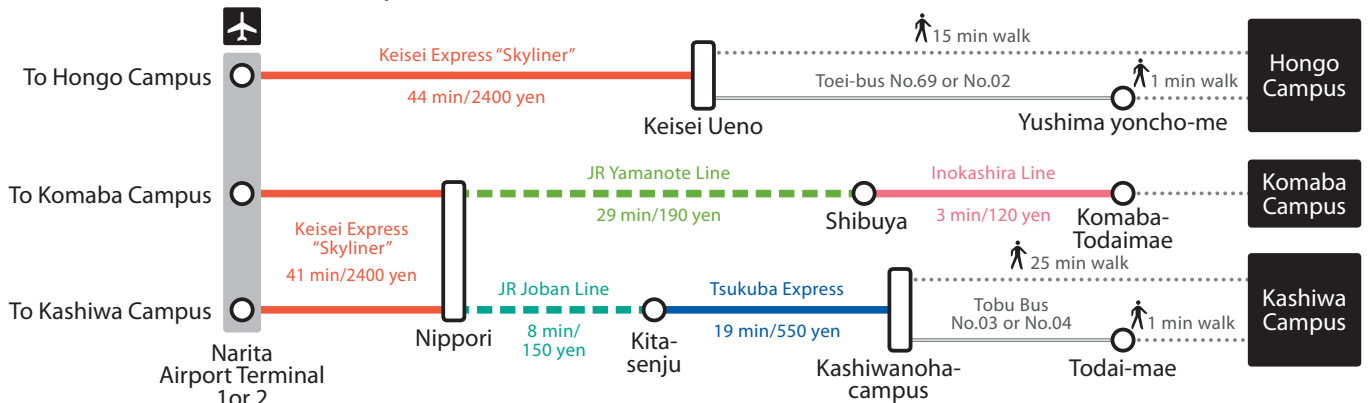 To Hongo Campus
Keisei Express “Skyliner”
44 min/2400 yen
Keisei Ueno
15 min walk
Toei-bus No.69 or No.02
1 min walk
Yushima yoncho-me
Hongo
Campus
To Komaba Campus
JR Yamanote Line
29 min/190 yen
Shibuya
Inokashira Line
3 min/120 yen
Komaba-
Todaimae
Komaba
Campus
Keisei Express
“Skyliner”
41 min/2400 yen
To Kashiwa Campus
Nippori
JR Joban Line
8 min/
150 yen
Kita-
senju
Tsukuba Express
19 min/550 yen
Kashiwanoha-
campus
25 min walk
Tobu Bus
No.03 or No.04
1 min walk
Todai-mae
Kashiwa
Campus
Narita
Airport Terminal
1or 2